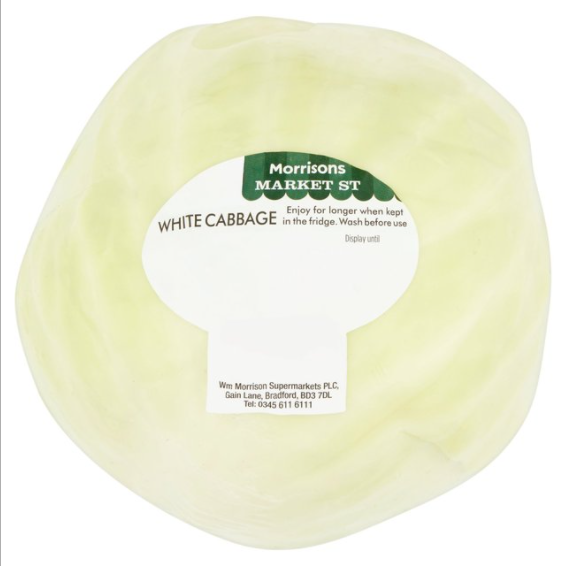 Morrisons
MARKET ST
WHITE CABBAGE
Enjoy for longer when kept
in the fridge. Wash before use
Display until
Wm Morrison Supermarkets PLC,
Gain Lane, Bradford, BD3 7DL
Tel: 0345 611 6111